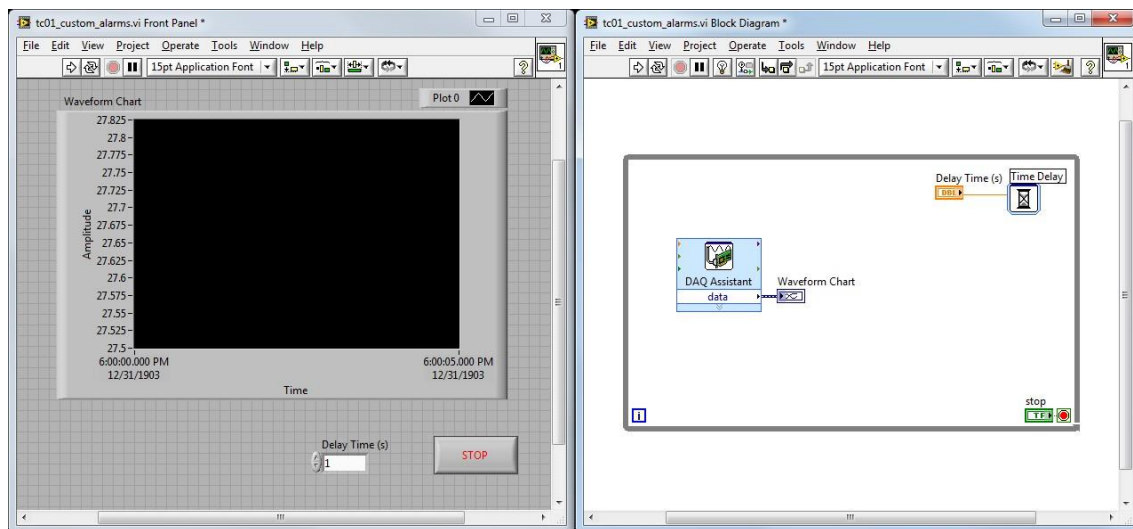 tc01_custom_alarms.vi Front Panel *
File Edit View Project Operate Tools Window Help
15pt Application Font
Waveform Chart
Plot 0
27.825
27.8
27.775
27.75
27.725
27.7
27.675
27.65
27.625
27.6
27.575
27.55
27.525
27.5
Amplitude
6:00:00.000 PM
12/31/1903
6:00:05.000 PM
12/31/1903
Time
Delay Time (s)
1
STOP
tc01_custom_alarms.vi Block Diagram *
File Edit View Project Operate Tools Window Help
15pt Application Font
Delay Time (s)
Time Delay
DBL
DAQ Assistant
data
Waveform Chart
stop
TF
i